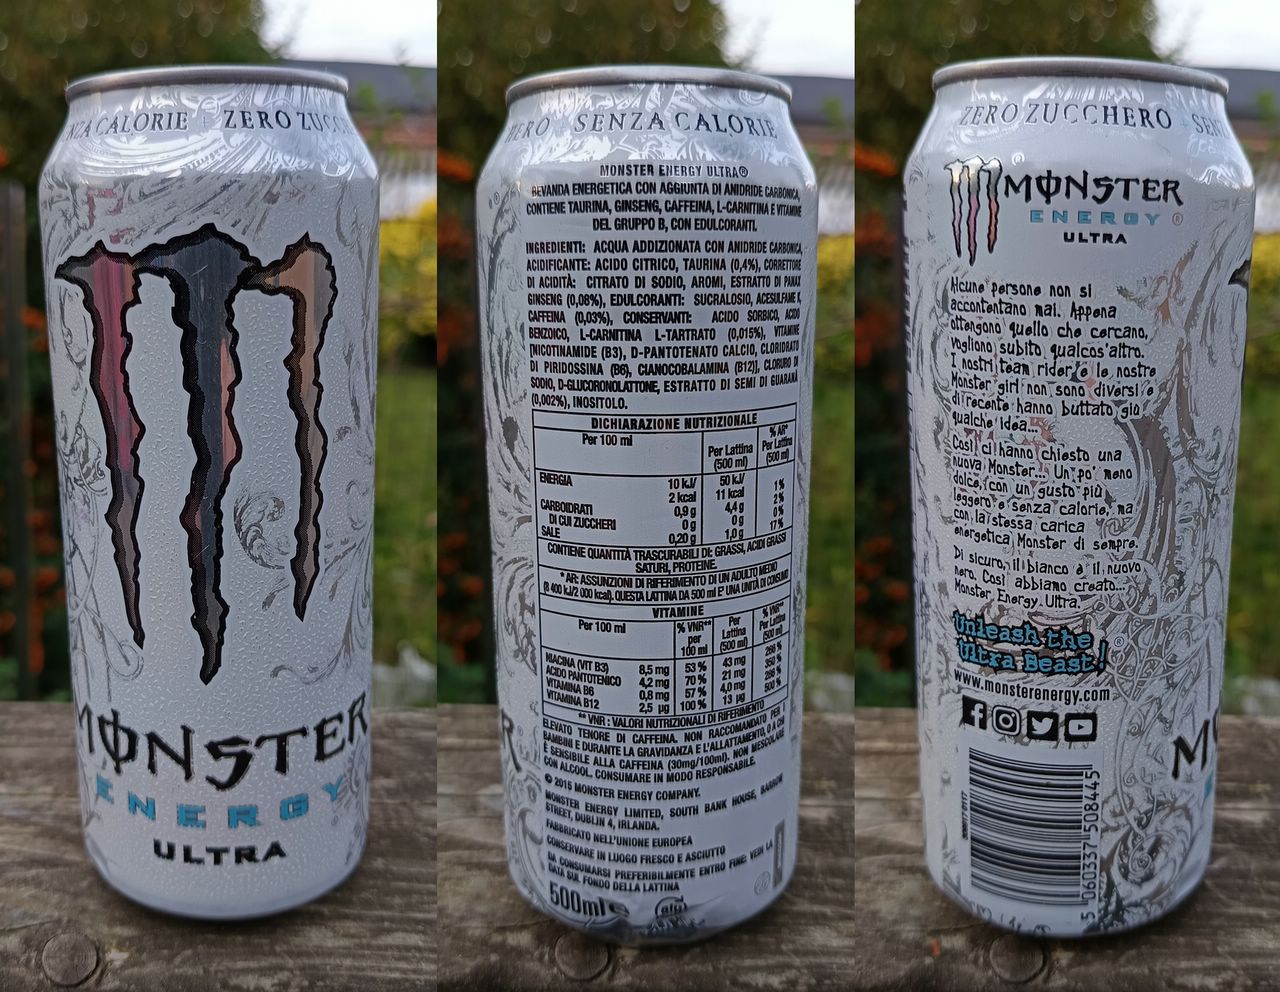 NZA CALORIE + ZERO ZUCC
MONSTER
ENERGY
ULTRA
ZERO + SENZA CALORIE
MONSTER ENERGY ULTRA®
BEVANDA ENERGETICA CON AGGIUNTA DI ANIDRIDE CARBONICA,
CONTIENE TAURINA, GINSENG, CAFFEINA, L-CARNITINA E VITAMINE
DEL GRUPPO B, CON EDULCORANTI.
INGREDIENTI: ACQUA ADDIZIONATA CON ANIDRIDE CARBONICA,
ACIDIFICANTE: ACIDO CITRICO, TAURINA (0,4%), CORRETTORE
DI ACIDITÀ: CITRATO DI SODIO, AROMI, ESTRATTO DI PANAX
GINSENG (0,08%), EDULCORANTI: SUCRALOSIO, ACESULFAME K,
CAFFEINA (0,03%), CONSERVANTI: ACIDO SORBICO, ACIDO
BENZOICO, L-CARNITINA L-TARTRATO (0,015%), VITAMINE
[NICOTINAMIDE (B3), D-PANTOTENATO CALCIO, CLORIDRATO
DI PIRIDOSSINA (B6), CIANOCOBALAMINA (B12)], CLORURO DI
SODIO, D-GLUCORONOLATTONE, ESTRATTO DI SEMI DI GUARANÀ
(0,002%), INOSITOLO.
DICHIARAZIONE NUTRIZIONALE
Per 100 ml Per Lattina (500 ml) % AR* Per Lattina (500 ml)
ENERGIA 10 kJ/ 50 kJ/
2 kcal 11 kcal 1%
CARBOIDRATI 0,9 g 4,4 g 2%
DI CUI ZUCCHERI 0 g 0 g 0%
SALE 0,20 g 1,0 g 17%
CONTIENE QUANTITÀ TRASCURABILI DI: GRASSI, ACIDI GRASSI
SATURI, PROTEINE.
* AR: ASSUNZIONI DI RIFERIMENTO DI UN ADULTO MEDIO
(8 400 kJ/2 000 kcal). QUESTA LATTINA DA 500 ml E' UNA UNITÀ DI CONSUMO
VITAMINE
Per 100 ml % VNR** per 100 ml Per Lattina (500 ml) % VNR** Per Lattina (500 ml)
NIACINA (VIT B3) 8,5 mg 53 % 43 mg 266 %
ACIDO PANTOTENICO 4,2 mg 70 % 21 mg 350 %
VITAMINA B6 0,8 mg 57 % 4,0 mg 286 %
VITAMINA B12 2,5 µg 100 % 13 µg 500 %
** VNR : VALORI NUTRIZIONALI DI RIFERIMENTO
ELEVATO TENORE DI CAFFEINA. NON RACCOMANDATO PER I
BAMBINI E DURANTE LA GRAVIDANZA E L'ALLATTAMENTO, O A CHI
È SENSIBILE ALLA CAFFEINA (30mg/100ml). NON MESCOLARE
CON ALCOOL. CONSUMARE IN MODO RESPONSABILE.
© 2015 MONSTER ENERGY COMPANY.
MONSTER ENERGY LIMITED, SOUTH BANK HOUSE, BARROW
STREET, DUBLIN 4, IRLANDA.
FABBRICATO NELL'UNIONE EUROPEA
CONSERVARE IN LUOGO FRESCO E ASCIUTTO
DA CONSUMARSI PREFERIBILMENTE ENTRO FINE: VEDI LA
DATA SUL FONDO DELLA LATTINA
500ml e
alu
ZERO ZUCCHERO + SEN
MONSTER
ENERGY ®
ULTRA
Alcune persone non si
accontentano mai. Appena
ottengono quello che cercano,
vogliono subito qualcos'altro.
I nostri team rider e le nostre
Monster girl non sono diversi e
di recente hanno buttato giù
qualche idea...
Così ci hanno chiesto una
nuova Monster... Un po' meno
dolce, con un gusto più
leggero e senza calorie, ma
con la stessa carica
energetica Monster di sempre.
Di sicuro, il bianco è il nuovo
nero. Così abbiamo creato...
Monster Energy Ultra.
Unleash the
Ultra Beast! ®
www.monsterenergy.com
5 060337 508445